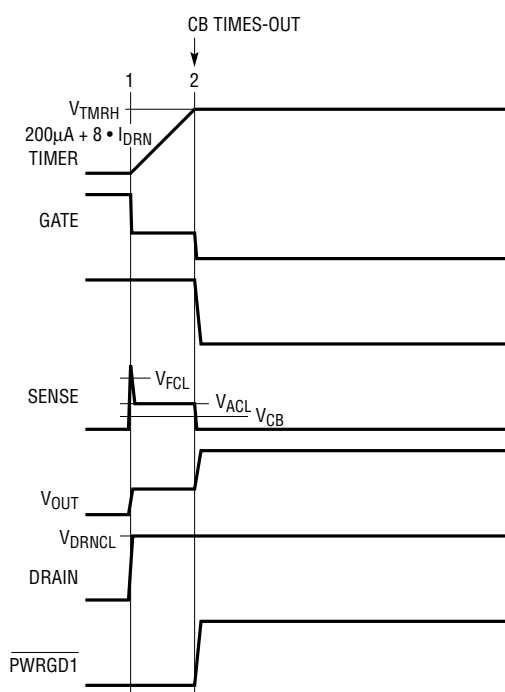 CB TIMES-OUT
1 2
VTMRH
200µA + 8 • IDRN
TIMER
GATE
VFCL
SENSE
VACL
VCB
VOUT
VDRNCL
DRAIN
PWRGD1